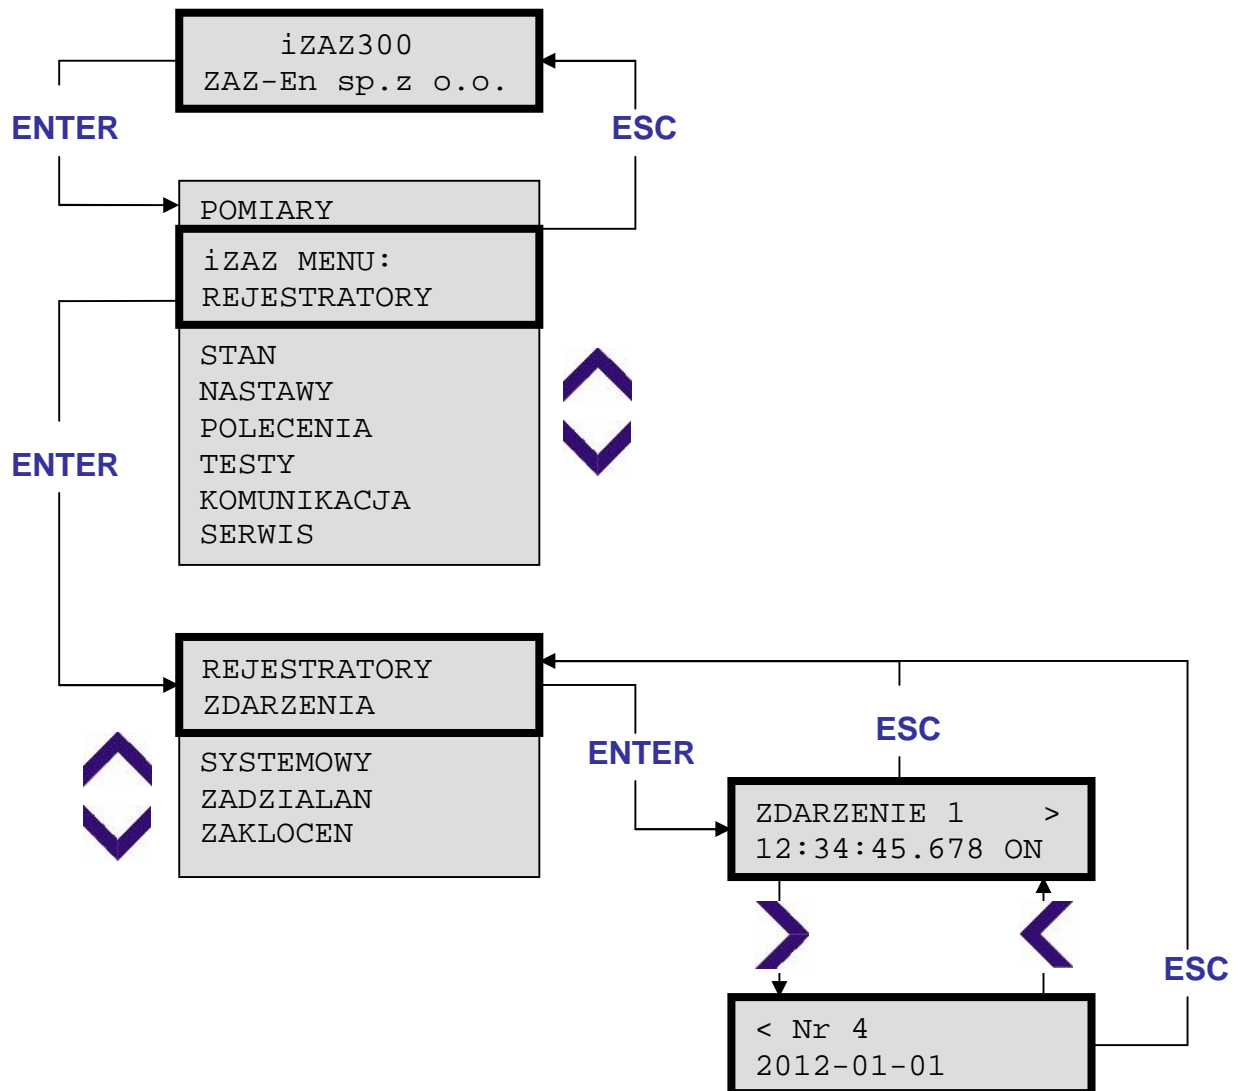 iZAZ300
ZAZ-En sp.z o.o.
ENTER
ESC
POMIARY
iZAZ MENU:
REJESTRATORY
STAN
NASTAWY
POLECENIA
TESTY
KOMUNIKACJA
SERWIS
ENTER
REJESTRATORY
ZDARZENIA
SYSTEMOWY
ZADZIALAN
ZAKLOCEN
ENTER
ESC
ZDARZENIE 1 >
12:34:45.678 ON
ESC
< Nr 4
2012-01-01